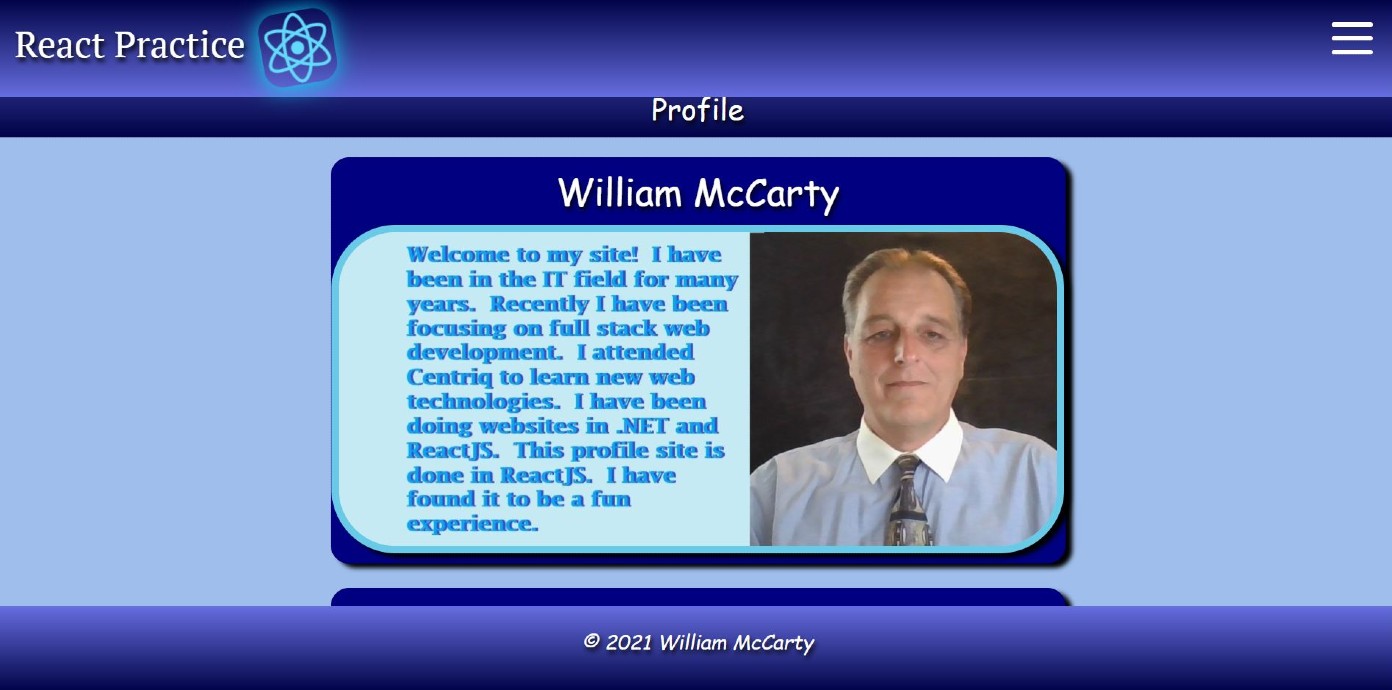 React Practice
Profile
William McCarty
Welcome to my site! I have
been in the IT field for many
years. Recently I have been
focusing on full stack web
development. I attended
Centriq to learn new web
technologies. I have been
doing websites in .NET and
ReactJS. This profile site is
done in ReactJS. I have
found it to be a fun
experience.
© 2021 William McCarty